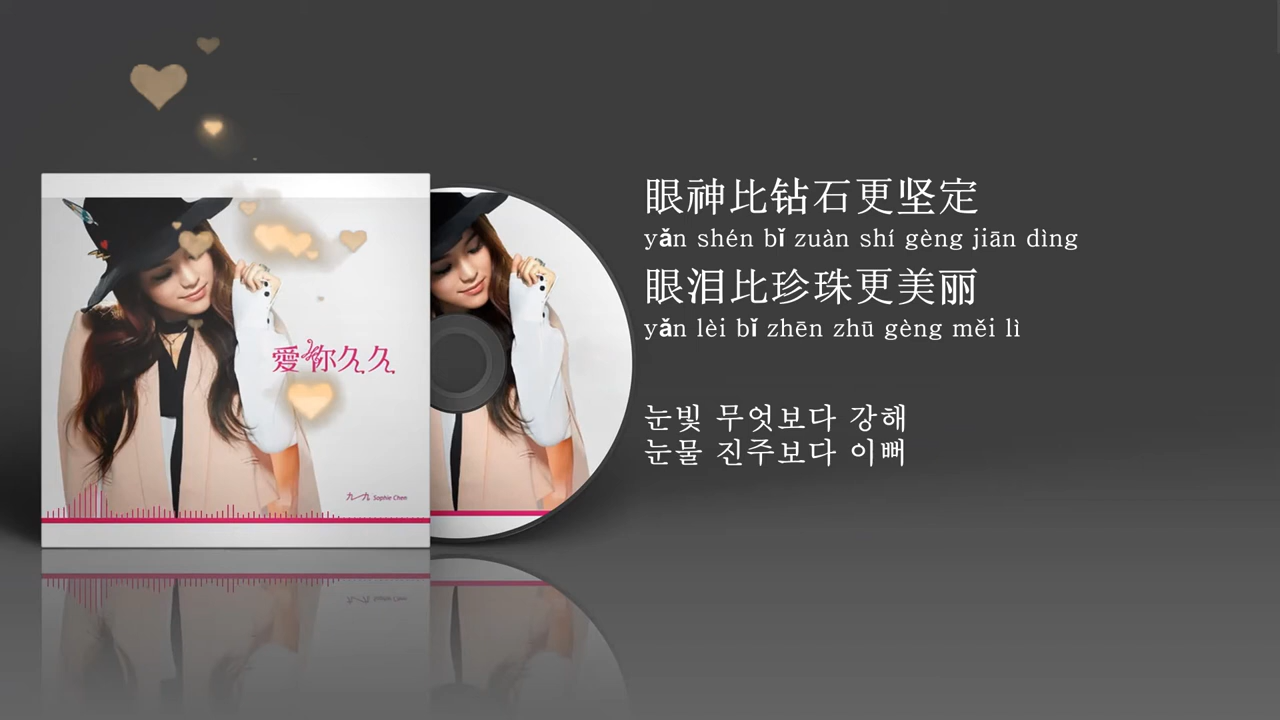 爱你久久
九一九 Sophie Chen
眼神比钻石更坚定
yǎn shén bǐ zuàn shí gèng jiān dìng
眼泪比珍珠更美丽
yǎn lèi bǐ zhēn zhū gèng měi lì
눈빛 무엇보다 강해
눈물 진주보다 이뻐